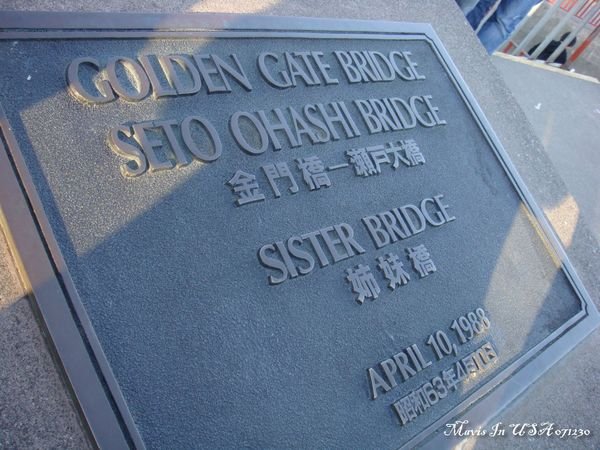 GOLDEN GATE BRIDGE
SETO OHASHI BRIDGE
金門橋一瀬戸大橋
SISTER BRIDGE
姉妹橋
APRIL 10, 1988
昭和63年4月10日
Mavis In USA 071230